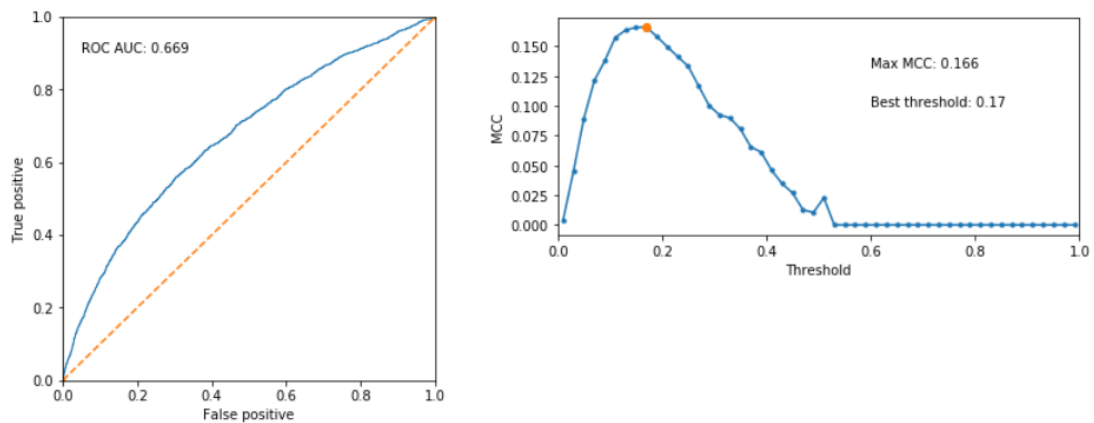 ROC AUC: 0.669
True positive
1.0
0.8
0.6
0.4
0.2
0.0
0.0 0.2 0.4 0.6 0.8 1.0
False positive
Max MCC: 0.166
Best threshold: 0.17
MCC
0.150
0.125
0.100
0.075
0.050
0.025
0.000
0.0 0.2 0.4 0.6 0.8 1.0
Threshold